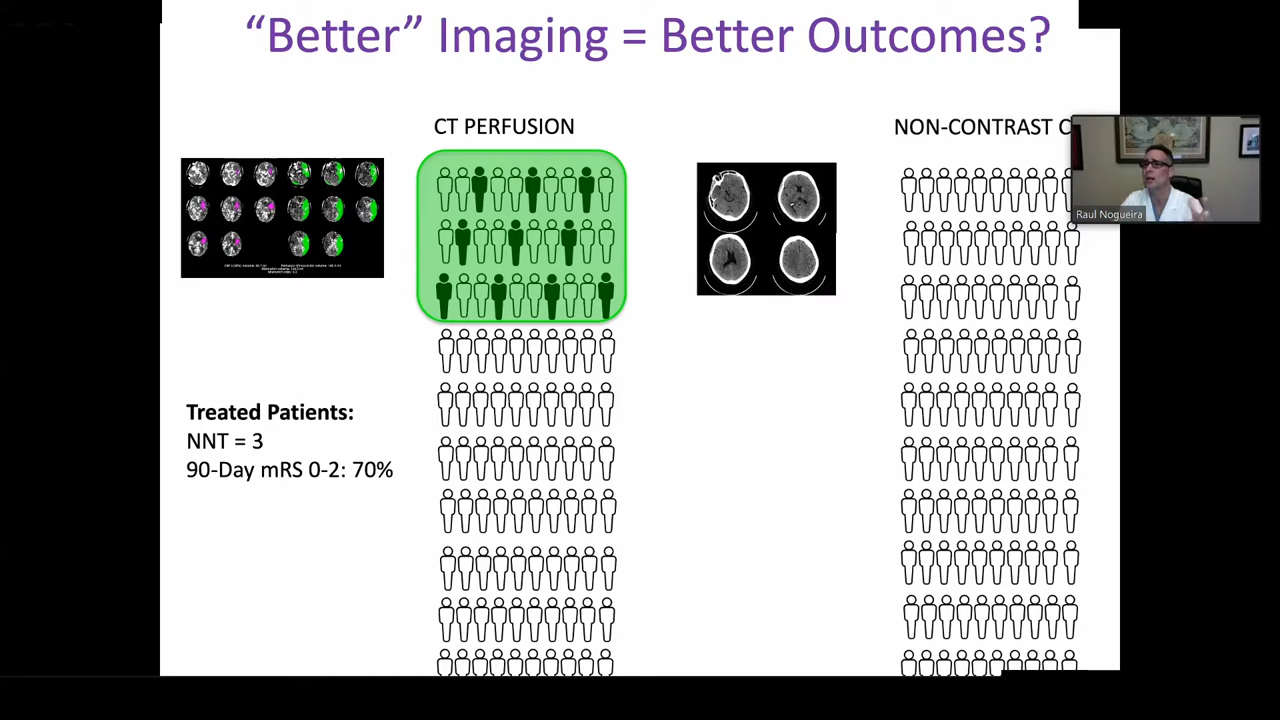 “Better” Imaging = Better Outcomes?
CT PERFUSION
NON-CONTRAST C
Raul Nogueira
Treated Patients:
NNT = 3
90-Day mRS 0-2: 70%